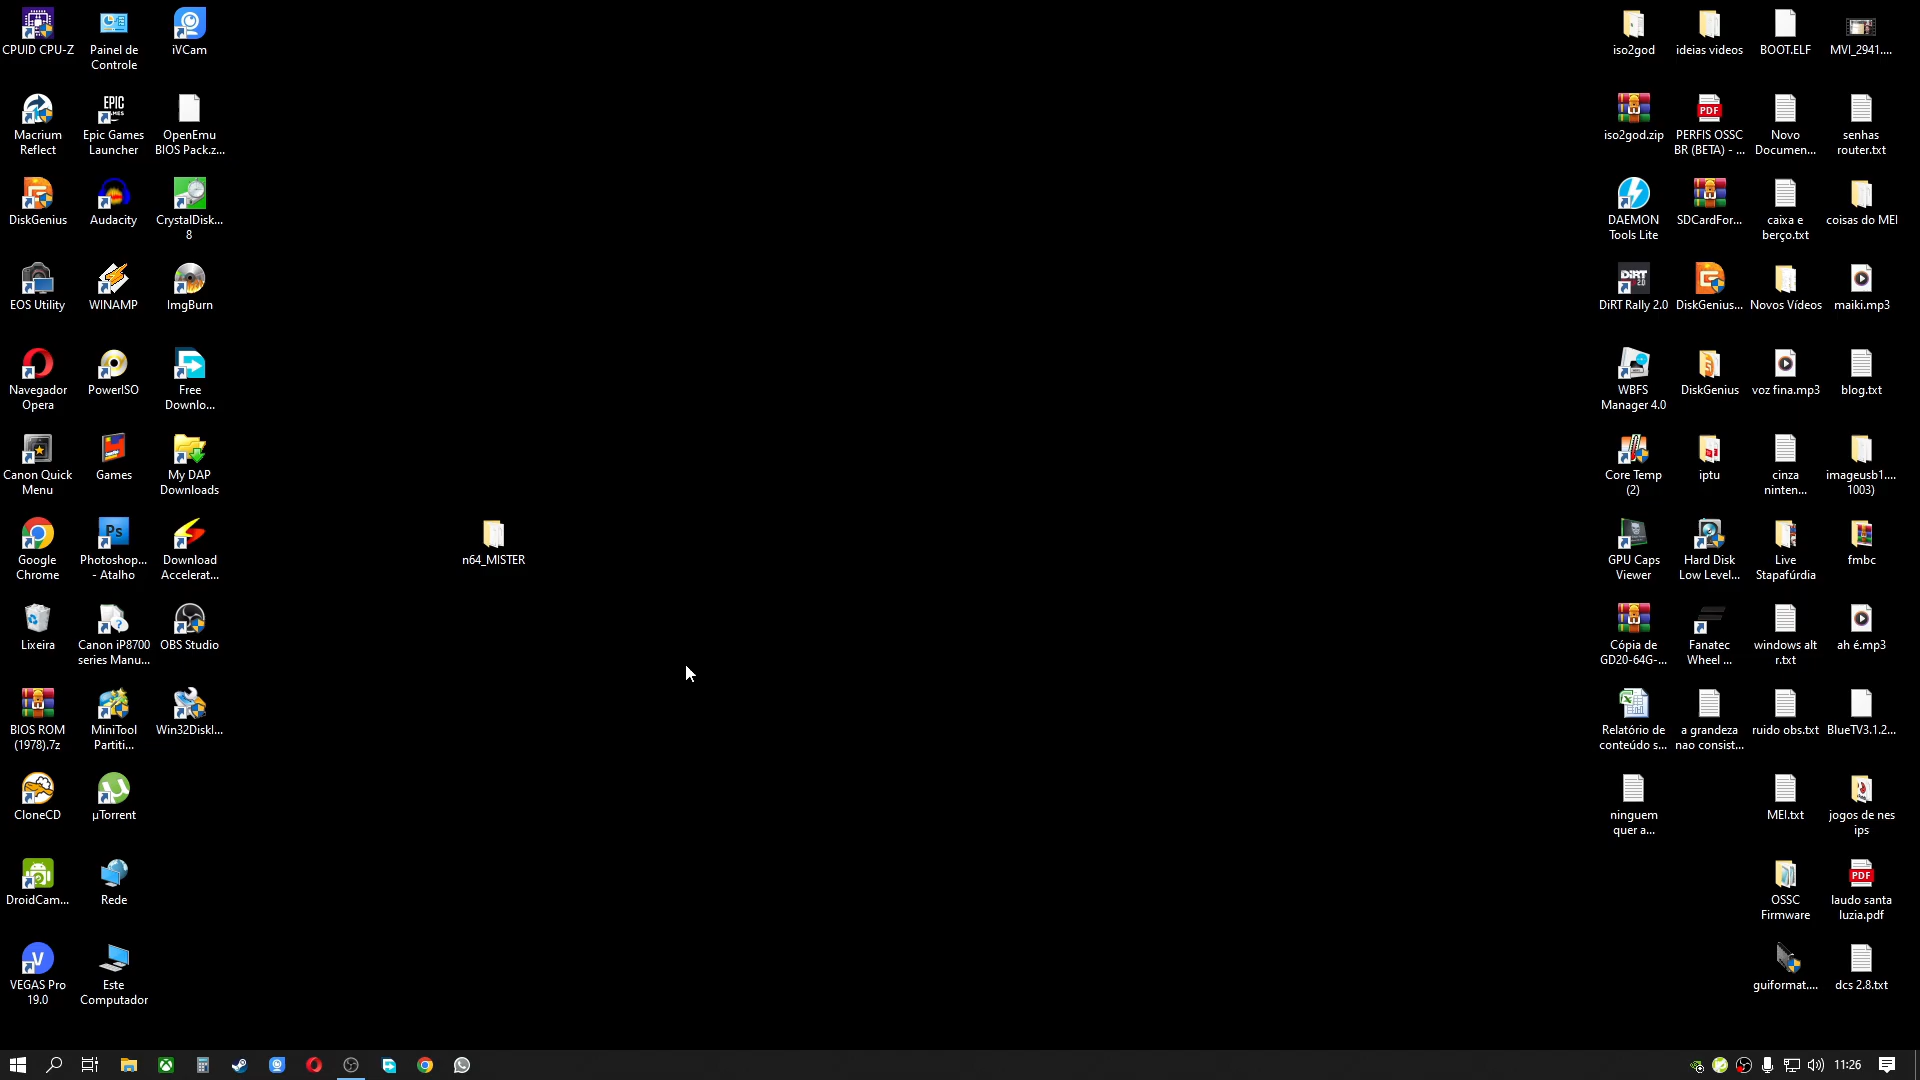 CPUID CPU-Z
Painel de
Controle
iVCam
Macrium
Reflect
EPIC
GAMES
Epic Games
Launcher
OpenEmu
BIOS Pack.z...
DiskGenius
Audacity
CrystalDisk...
8
EOS Utility
WINAMP
ImgBurn
Navegador
Opera
PowerISO
Free
Downlo...
Canon Quick
Menu
Games
My DAP
Downloads
Google
Chrome
Ps
Photoshop...
- Atalho
Download
Accelerat...
Lixeira
Canon iP8700
series Manu...
OBS Studio
BIOS ROM
(1978).7z
MiniTool
Partiti...
Win32DiskI...
CloneCD
µTorrent
DroidCam...
Rede
V
VEGAS Pro
19.0
Este
Computador
n64_MISTER
iso2god
ideias videos
BOOT.ELF
MVI_2941....
iso2god.zip
PDF
PERFIS OSSC
BR (BETA) - ...
Novo
Documen...
senhas
router.txt
DAEMON
Tools Lite
SDCardFor...
caixa e
berço.txt
coisas do MEI
DiRT
2.0
DiRT Rally 2.0
DiskGenius...
Novos Vídeos
maiki.mp3
WBFS
Manager 4.0
DiskGenius
voz fina.mp3
blog.txt
Core Temp
(2)
iptu
cinza
ninten...
imageusb1....
1003)
GPU Caps
Viewer
Hard Disk
Low Level...
Live
Stapafúrdia
fmbc
Cópia de
GD20-64G-...
Fanatec
Wheel ...
windows alt
r.txt
ah é.mp3
Relatório de
conteúdo s...
a grandeza
nao consist...
ruido obs.txt
BlueTV3.1.2...
ninguem
quer a...
MEI.txt
jogos de nes
ips
OSSC
Firmware
PDF
laudo santa
luzia.pdf
guiformat....
dcs 2.8.txt
11:26